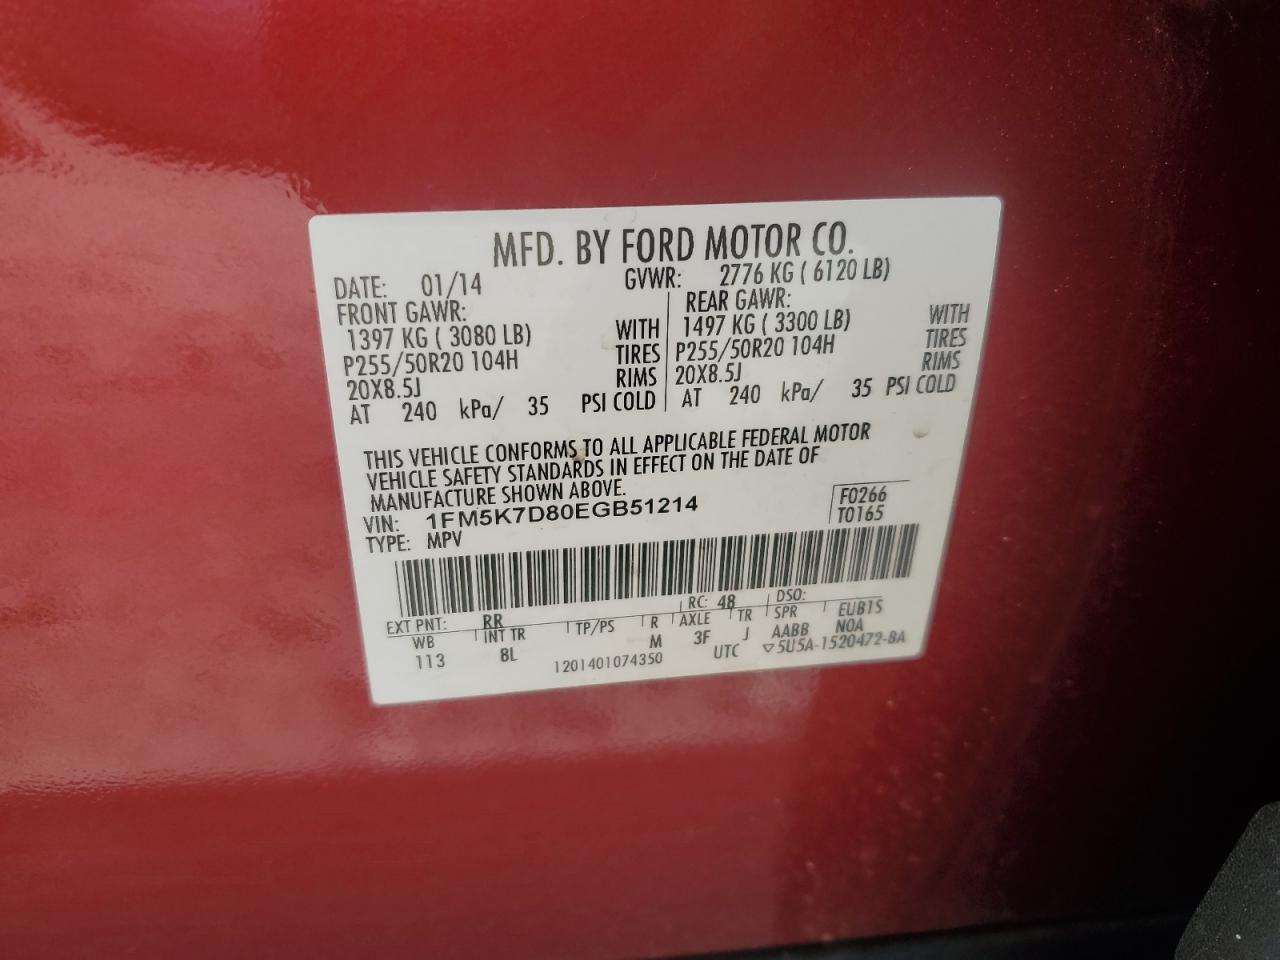 MFD. BY FORD MOTOR CO.
DATE: 01/14 GVWR: 2776 KG ( 6120 LB)
FRONT GAWR: REAR GAWR:
1397 KG ( 3080 LB) WITH 1497 KG ( 3300 LB) WITH
P255/50R20 104H TIRES P255/50R20 104H TIRES
20X8.5J RIMS 20X8.5J RIMS
AT 240 kPa/ 35 PSI COLD AT 240 kPa/ 35 PSI COLD
THIS VEHICLE CONFORMS TO ALL APPLICABLE FEDERAL MOTOR
VEHICLE SAFETY STANDARDS IN EFFECT ON THE DATE OF
MANUFACTURE SHOWN ABOVE.
VIN: 1FM5K7D80EGB51214 F0266
TYPE: MPV T0165
EXT PNT: RR RC: 48 DSO:
WB INT TR TP/PS R AXLE TR SPR EUB1S
113 8L M 3F J AABB N0A
1201401074350 UTC ▽5U5A-1520472-BA